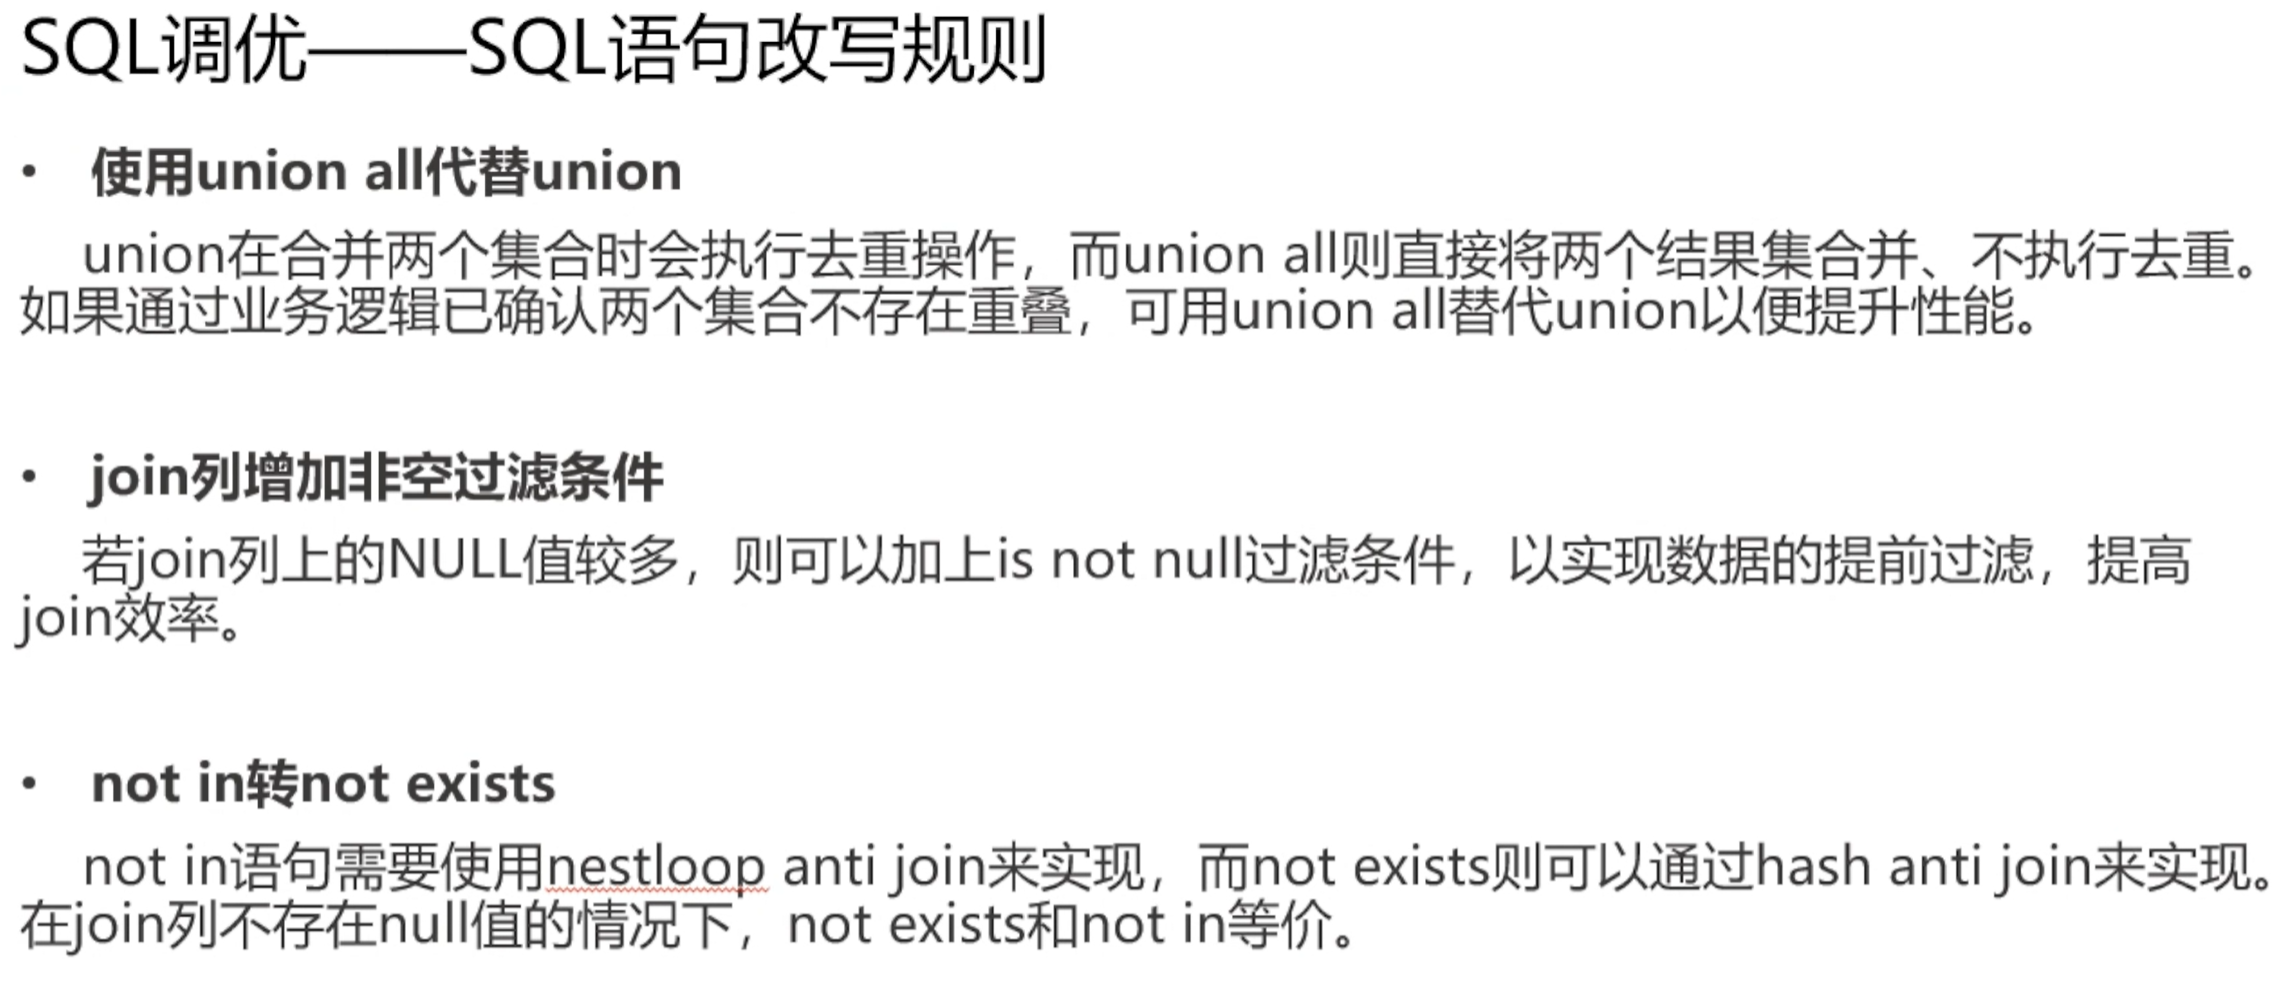 SQL调优——SQL语句改写规则
• 使用union all代替union
union在合并两个集合时会执行去重操作，而union all则直接将两个结果集合并、不执行去重。
如果通过业务逻辑已确认两个集合不存在重叠，可用union all替代union以便提升性能。
• join列增加非空过滤条件
若join列上的NULL值较多，则可以加上is not null过滤条件，以实现数据的提前过滤，提高
join效率。
• not in转not exists
not in语句需要使用nestloop anti join来实现，而not exists则可以通过hash anti join来实现。
在join列不存在null值的情况下，not exists和not in等价。